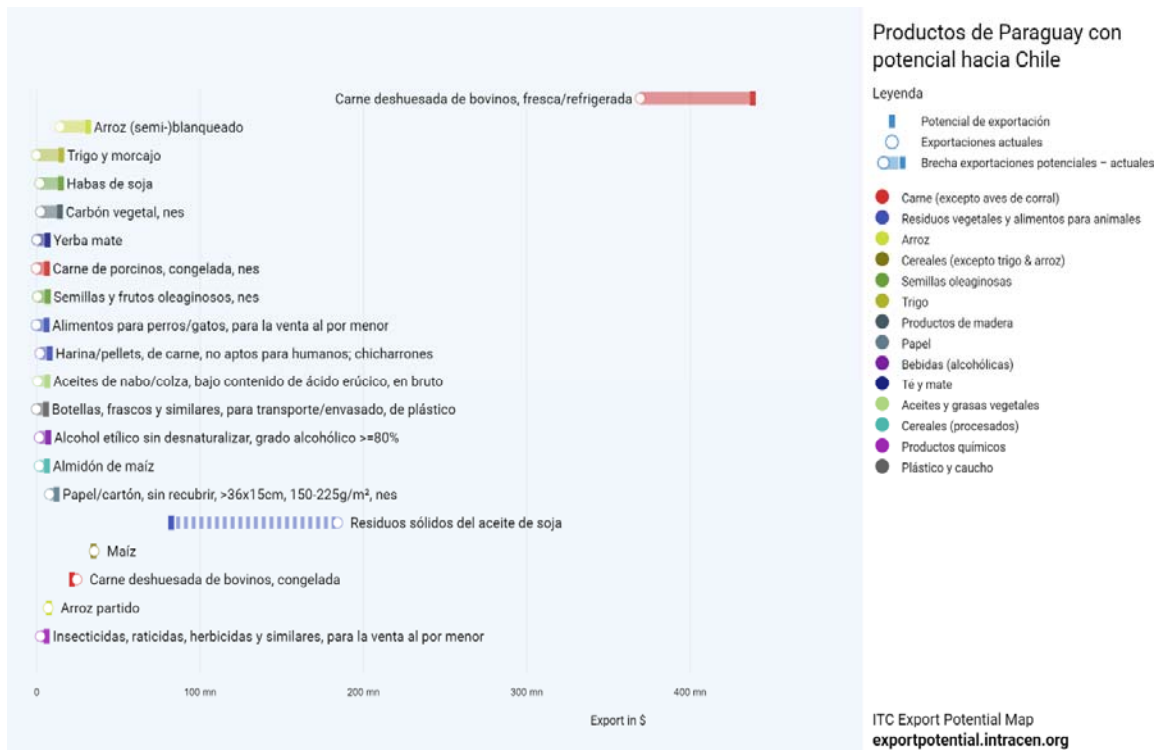 Productos de Paraguay con
potencial hacia Chile
Leyenda
Potencial de exportación
Exportaciones actuales
Brecha exportaciones potenciales – actuales
Carne (excepto aves de corral)
Residuos vegetales y alimentos para animales
Arroz
Cereales (excepto trigo & arroz)
Semillas oleaginosas
Trigo
Productos de madera
Papel
Bebidas (alcohólicas)
Té y mate
Aceites y grasas vegetales
Cereales (procesados)
Productos químicos
Plástico y caucho
Carne deshuesada de bovinos, fresca/refrigerada
Arroz (semi-)blanqueado
Trigo y morcajo
Habas de soja
Carbón vegetal, nes
Yerba mate
Carne de porcinos, congelada, nes
Semillas y frutos oleaginosos, nes
Alimentos para perros/gatos, para la venta al por menor
Harina/pellets, de carne, no aptos para humanos; chicharrones
Aceites de nabo/colza, bajo contenido de ácido erúcico, en bruto
Botellas, frascos y similares, para transporte/envasado, de plástico
Alcohol etílico sin desnaturalizar, grado alcohólico >=80%
Almidón de maíz
Papel/cartón, sin recubrir, >36x15cm, 150-225g/m², nes
Residuos sólidos del aceite de soja
Maíz
Carne deshuesada de bovinos, congelada
Arroz partido
Insecticidas, raticidas, herbicidas y similares, para la venta al por menor
0 100 mn 200 mn 300 mn 400 mn
Export in $
ITC Export Potential Map
exportpotential.intracen.org